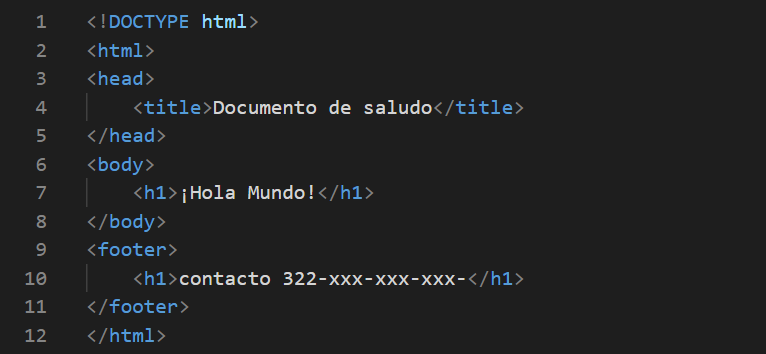 1 <!DOCTYPE html>
2 <html>
3 <head>
4     <title>Documento de saludo</title>
5 </head>
6 <body>
7     <h1>¡Hola Mundo!</h1>
8 </body>
9 <footer>
10     <h1>contacto 322-xxx-xxx-xxx-</h1>
11 </footer>
12 </html>